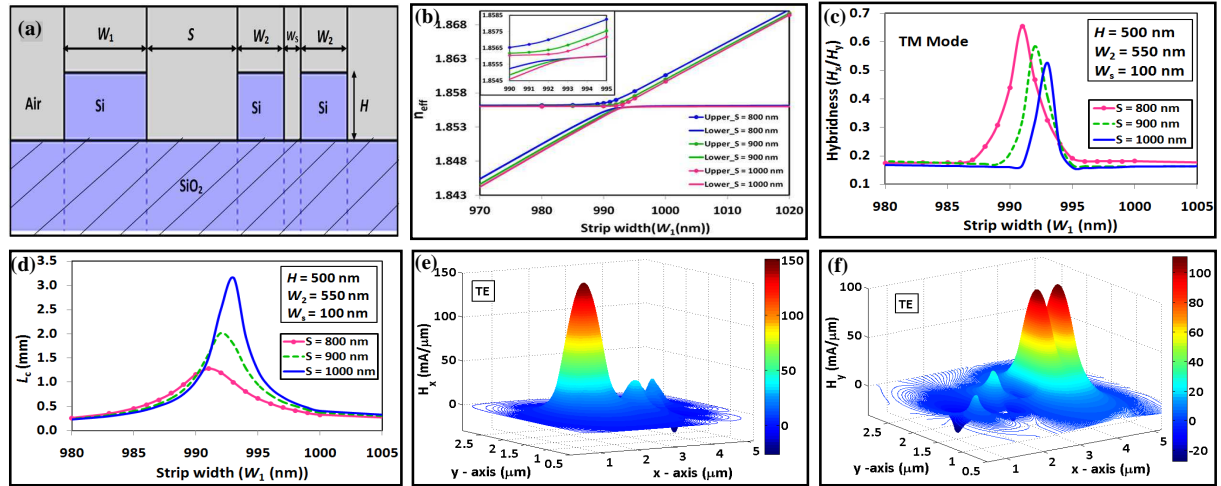 (a)
W₁
S
W₂
Wₛ
W₂
Air
Si
Si
Si
H
SiO₂
(b)
1.868
1.863
1.858
1.853
1.848
1.843
n_eff
1.8585
1.8575
1.8565
1.8555
1.8545
990 991 992 993 994 995
Upper_S = 800 nm
Lower_S = 800 nm
Upper_S = 900 nm
Lower_S = 900 nm
Upper_S = 1000 nm
Lower_S = 1000 nm
970 980 990 1000 1010 1020
Strip width(W₁(nm))
(c)
0.7
0.6
0.5
0.4
0.3
0.2
0.1
Hybridness (Hₓ/Hᵧ)
TM Mode
H = 500 nm
W₂ = 550 nm
Wₛ = 100 nm
S = 800 nm
S = 900 nm
S = 1000 nm
980 985 990 995 1000 1005
Strip width (W₁ (nm))
(d)
3.5
3.0
2.5
2.0
1.5
1.0
0.5
0.0
L_c (mm)
H = 500 nm
W₂ = 550 nm
Wₛ = 100 nm
S = 800 nm
S = 900 nm
S = 1000 nm
980 985 990 995 1000 1005
Strip width (W₁ (nm))
(e)
TE
150
100
50
0
Hₓ (mA/μm)
2.5 2 1.5 1 0.5
y - axis (μm)
1 2 3 4 5
x - axis (μm)
150
100
50
0
(f)
TE
100
50
0
Hᵧ (mA/μm)
2.5 2 1.5 1 0.5
y -axis (μm)
1 2 3 4 5
x - axis (μm)
100
80
60
40
20
0
-20